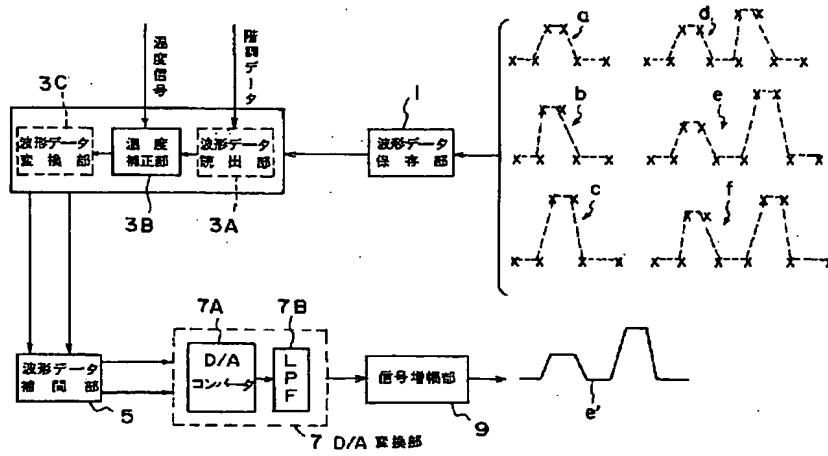 温度信号
階調データ
3C
波形データ
変換部
温度
補正部
波形データ
読出部
3B
3A
1
波形データ
保存部
a
b
c
d
e
f
波形データ
補間部
5
7A
D/A
コンバータ
7B
LPF
7 D/A 変換部
信号増幅部
9
e'